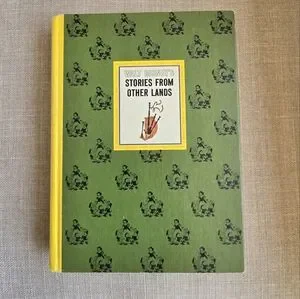 WALT DISNEY'S
STORIES FROM
OTHER LANDS